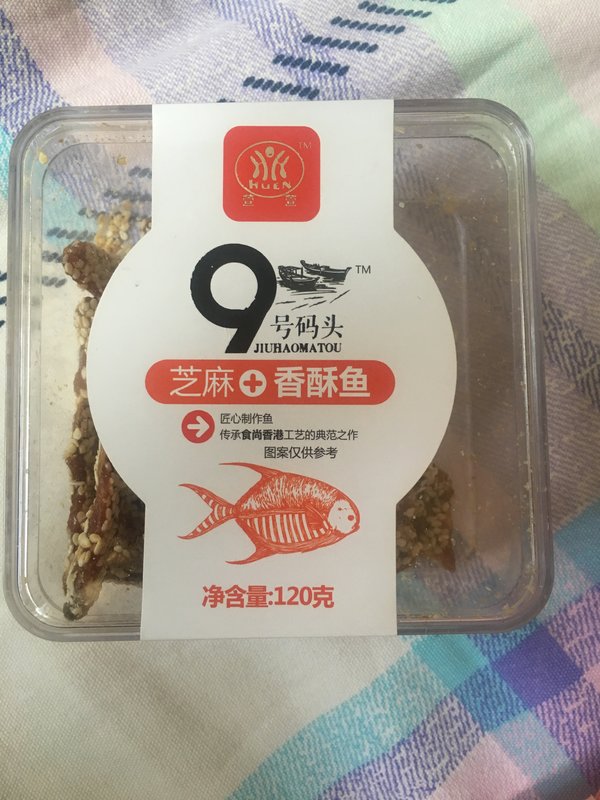 TM
HUEN
萱萱
9 TM
号码头
JIUHAOMATOU
芝麻+香酥鱼
匠心制作鱼
传承食尚香港工艺的典范之作
图案仅供参考
净含量:120克